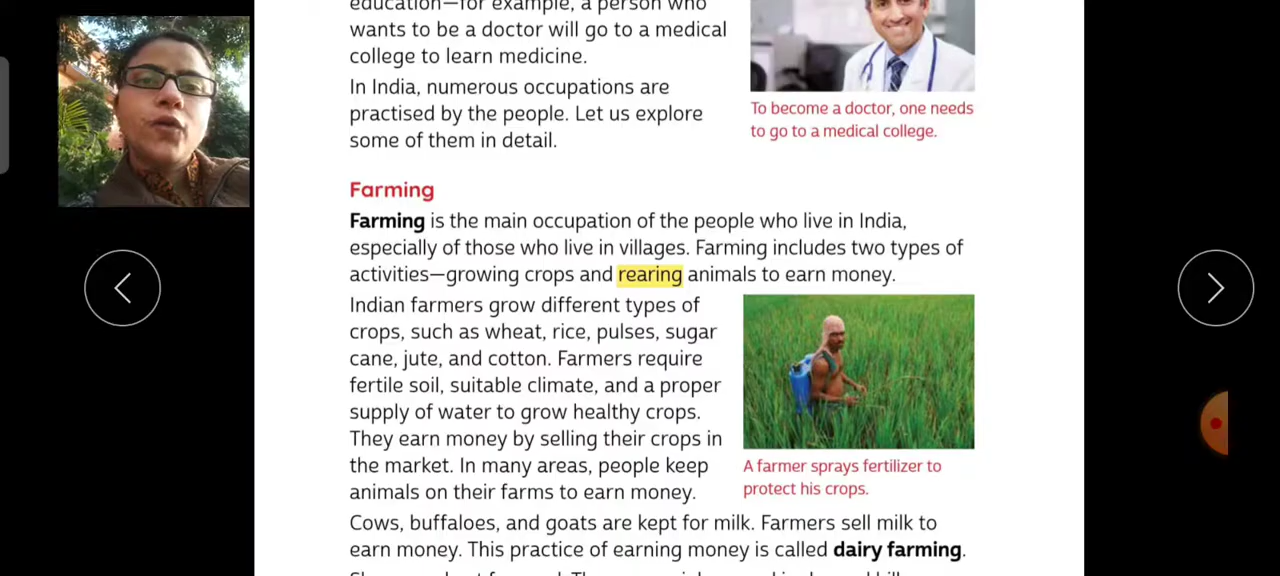 education—for example, a person who
wants to be a doctor will go to a medical
college to learn medicine.
In India, numerous occupations are
practised by the people. Let us explore
some of them in detail.
To become a doctor, one needs
to go to a medical college.
Farming
Farming is the main occupation of the people who live in India,
especially of those who live in villages. Farming includes two types of
activities—growing crops and rearing animals to earn money.
Indian farmers grow different types of
crops, such as wheat, rice, pulses, sugar
cane, jute, and cotton. Farmers require
fertile soil, suitable climate, and a proper
supply of water to grow healthy crops.
They earn money by selling their crops in
the market. In many areas, people keep
animals on their farms to earn money.
A farmer sprays fertilizer to
protect his crops.
Cows, buffaloes, and goats are kept for milk. Farmers sell milk to
earn money. This practice of earning money is called dairy farming.